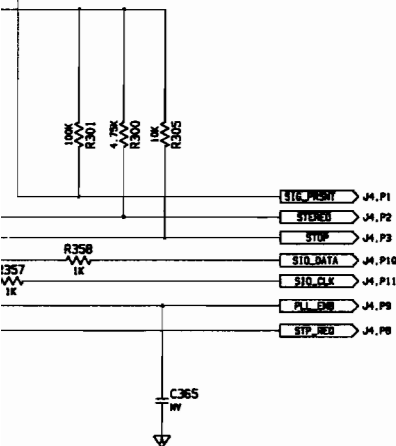 100K
R301
4.75K
R300
10K
R305
SIG_PRSNT J4,P1
STEREO J4,P2
STOP J4,P3
R358
1K
SIO_DATA J4,P10
R357
1K
SIO_CLK J4,P11
PLL_ENB J4,P9
STP_REQ J4,P8
C365
NV